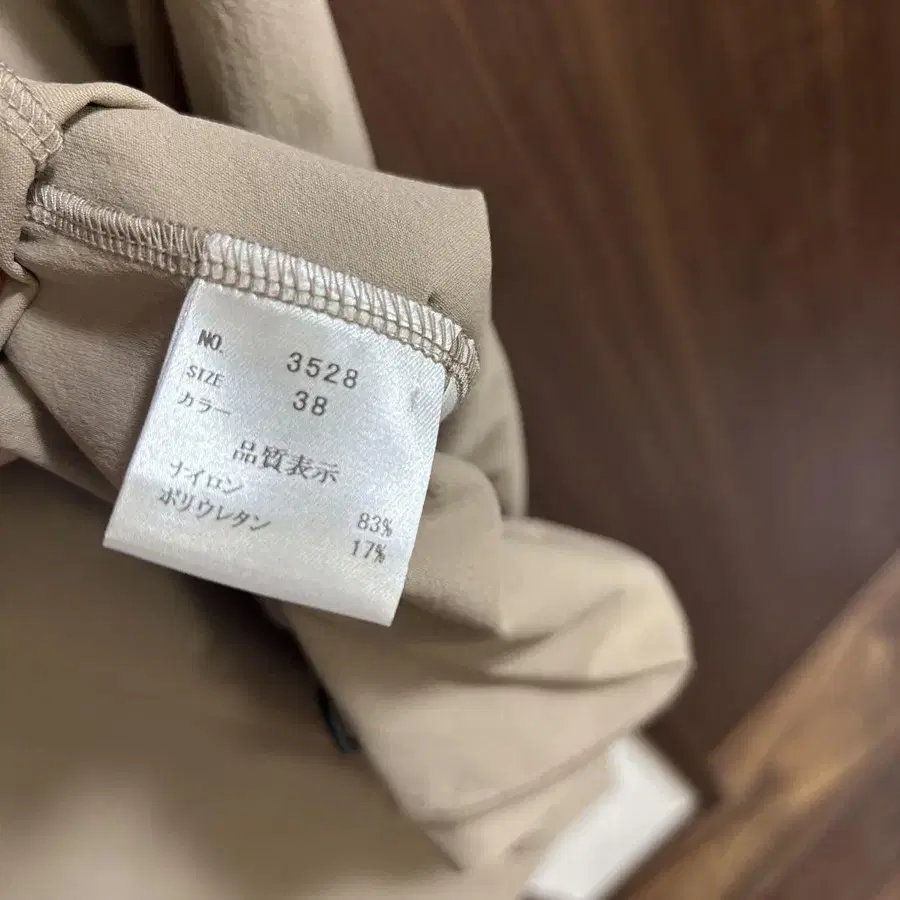 NO. 3528
SIZE 38
カラー
品質表示
ナイロン 83%
ポリウレタン 17%